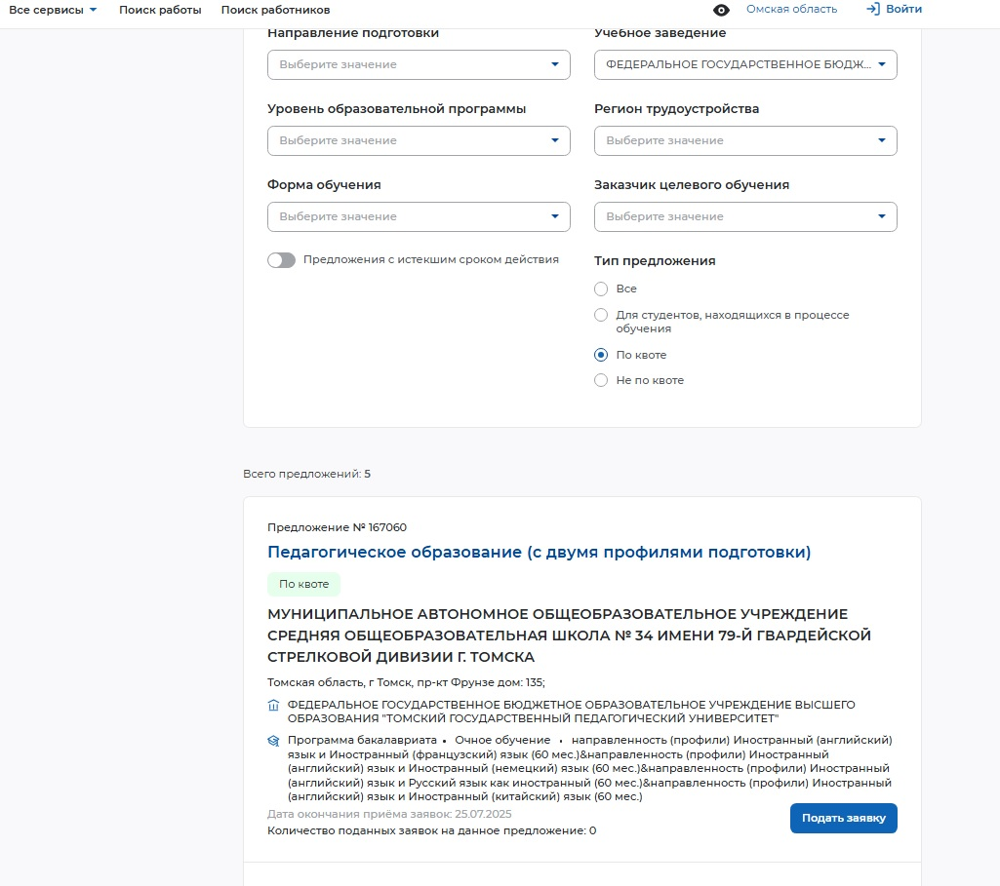 Все сервисы Поиск работы Поиск работников Омская область Войти
Направление подготовки Учебное заведение
Выберите значение ФЕДЕРАЛЬНОЕ ГОСУДАРСТВЕННОЕ БЮДЖ...
Уровень образовательной программы Регион трудоустройства
Выберите значение Выберите значение
Форма обучения Заказчик целевого обучения
Выберите значение Выберите значение
Предложения с истекшим сроком действия Тип предложения
Все
Для студентов, находящихся в процессе
обучения
По квоте
Не по квоте
Всего предложений: 5
Предложение № 167060
Педагогическое образование (с двумя профилями подготовки)
По квоте
МУНИЦИПАЛЬНОЕ АВТОНОМНОЕ ОБЩЕОБРАЗОВАТЕЛЬНОЕ УЧРЕЖДЕНИЕ
СРЕДНЯЯ ОБЩЕОБРАЗОВАТЕЛЬНАЯ ШКОЛА № 34 ИМЕНИ 79-Й ГВАРДЕЙСКОЙ
СТРЕЛКОВОЙ ДИВИЗИИ Г. ТОМСКА
Томская область, г Томск, пр-кт Фрунзе дом: 135;
ФЕДЕРАЛЬНОЕ ГОСУДАРСТВЕННОЕ БЮДЖЕТНОЕ ОБРАЗОВАТЕЛЬНОЕ УЧРЕЖДЕНИЕ ВЫСШЕГО
ОБРАЗОВАНИЯ "ТОМСКИЙ ГОСУДАРСТВЕННЫЙ ПЕДАГОГИЧЕСКИЙ УНИВЕРСИТЕТ"
Программа бакалавриата • Очное обучение • направленность (профили) Иностранный (английский)
язык и Иностранный (французский) язык (60 мес.)&направленность (профили) Иностранный
(английский) язык и Иностранный (немецкий) язык (60 мес.)&направленность (профили) Иностранный
(английский) язык и Русский язык как иностранный (60 мес.)&направленность (профили) Иностранный
(английский) язык и Иностранный (китайский) язык (60 мес.)
Дата окончания приёма заявок: 25.07.2025
Количество поданных заявок на данное предложение: 0
Подать заявку